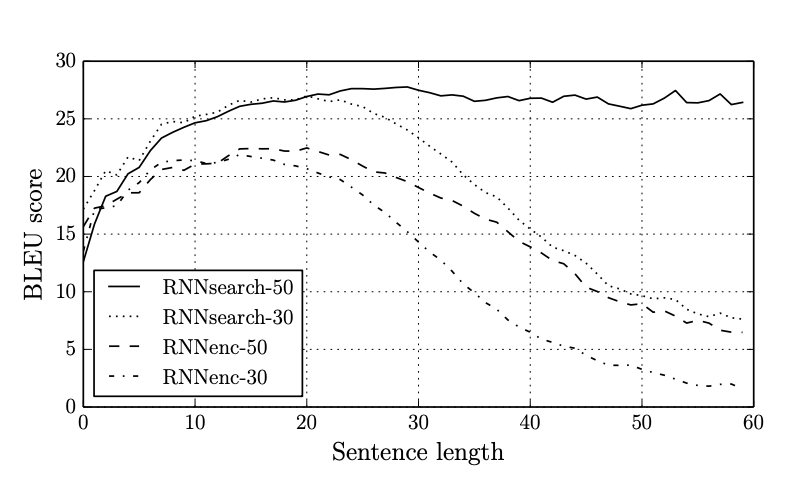 30
25
20
15
10
5
0
BLEU score
RNNsearch-50
RNNsearch-30
RNNenc-50
RNNenc-30
0 10 20 30 40 50 60
Sentence length